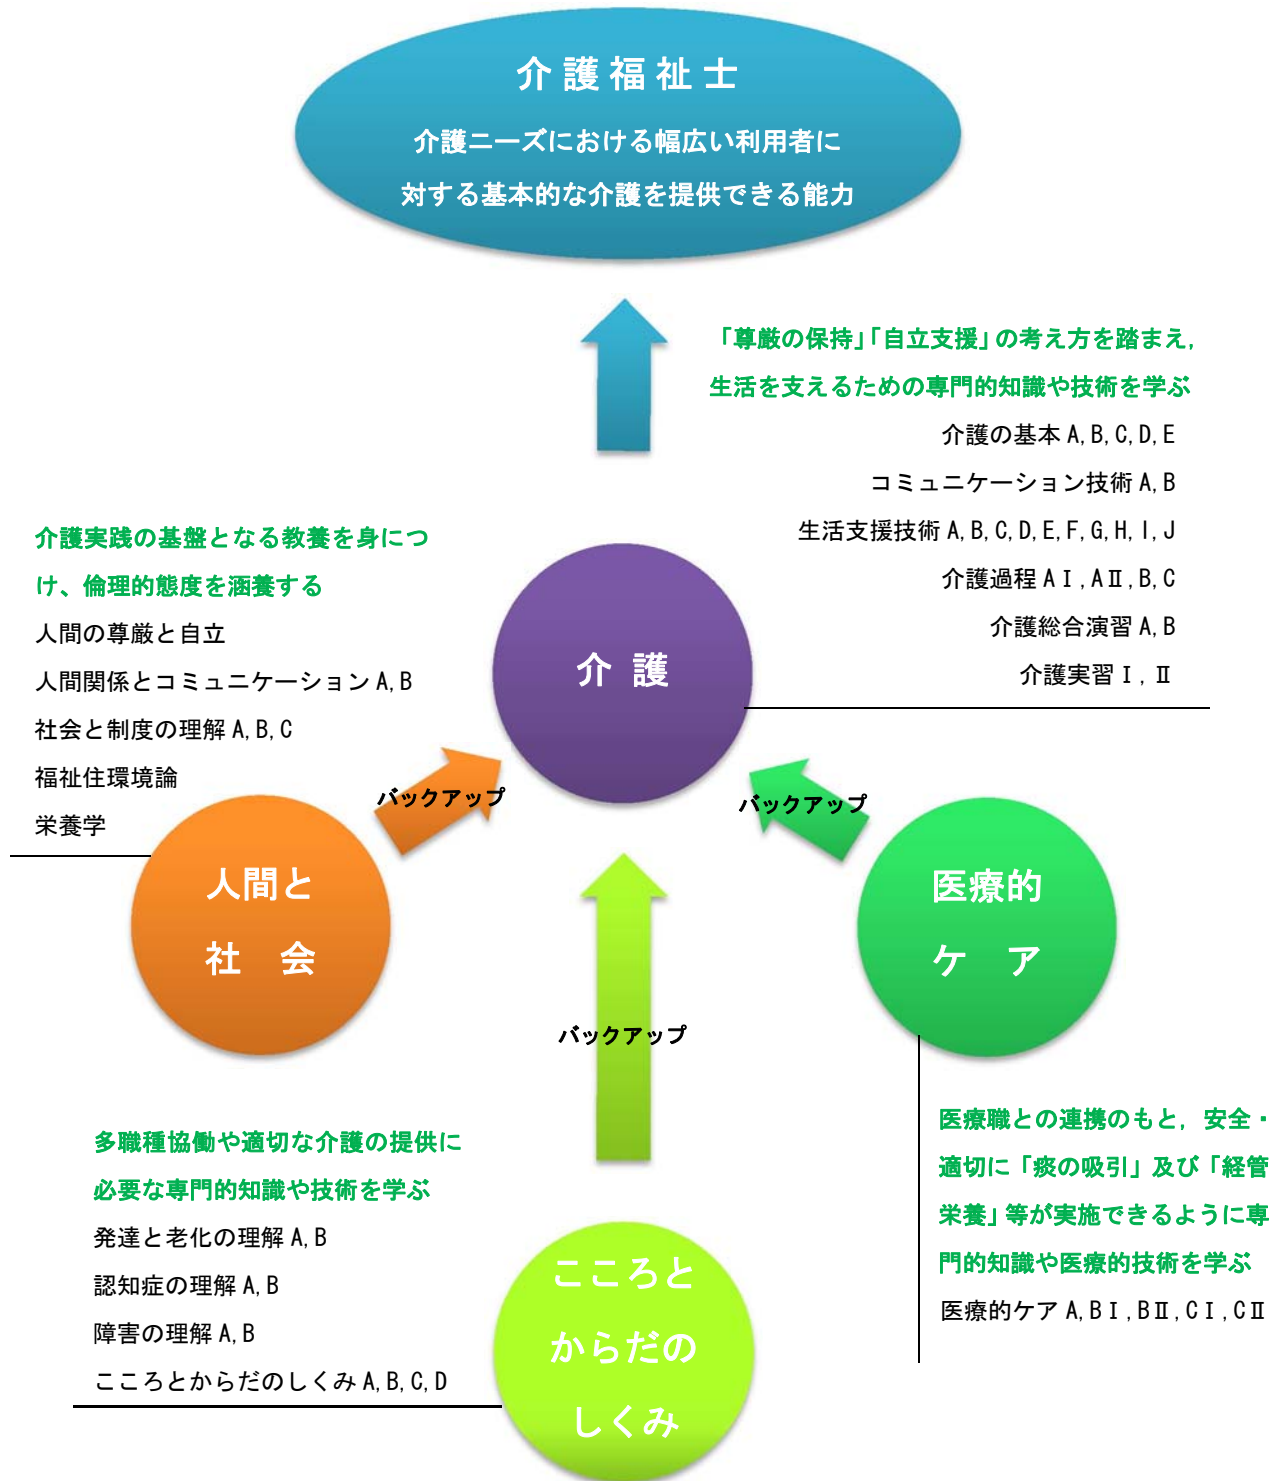 介護福祉士
介護ニーズにおける幅広い利用者に
対する基本的な介護を提供できる能力
「尊厳の保持」「自立支援」の考え方を踏まえ,
生活を支えるための専門的知識や技術を学ぶ
介護の基本 A, B, C, D, E
コミュニケーション技術 A, B
生活支援技術 A, B, C, D, E, F, G, H, I, J
介護過程 AⅠ, AⅡ, B, C
介護総合演習 A, B
介護実習Ⅰ, Ⅱ
介護実践の基盤となる教養を身につ
け、倫理的態度を涵養する
人間の尊厳と自立
人間関係とコミュニケーション A, B
社会と制度の理解 A, B, C
福祉住環境論
栄養学
介 護
バックアップ
バックアップ
人間と
社 会
医療的
ケ ア
バックアップ
多職種協働や適切な介護の提供に
必要な専門的知識や技術を学ぶ
発達と老化の理解 A, B
認知症の理解 A, B
障害の理解 A, B
こころとからだのしくみ A, B, C, D
こころと
からだの
しくみ
医療職との連携のもと, 安全・
適切に「痰の吸引」及び「経管
栄養」等が実施できるように専
門的知識や医療的技術を学ぶ
医療的ケア A, BⅠ, BⅡ, CⅠ, CⅡ